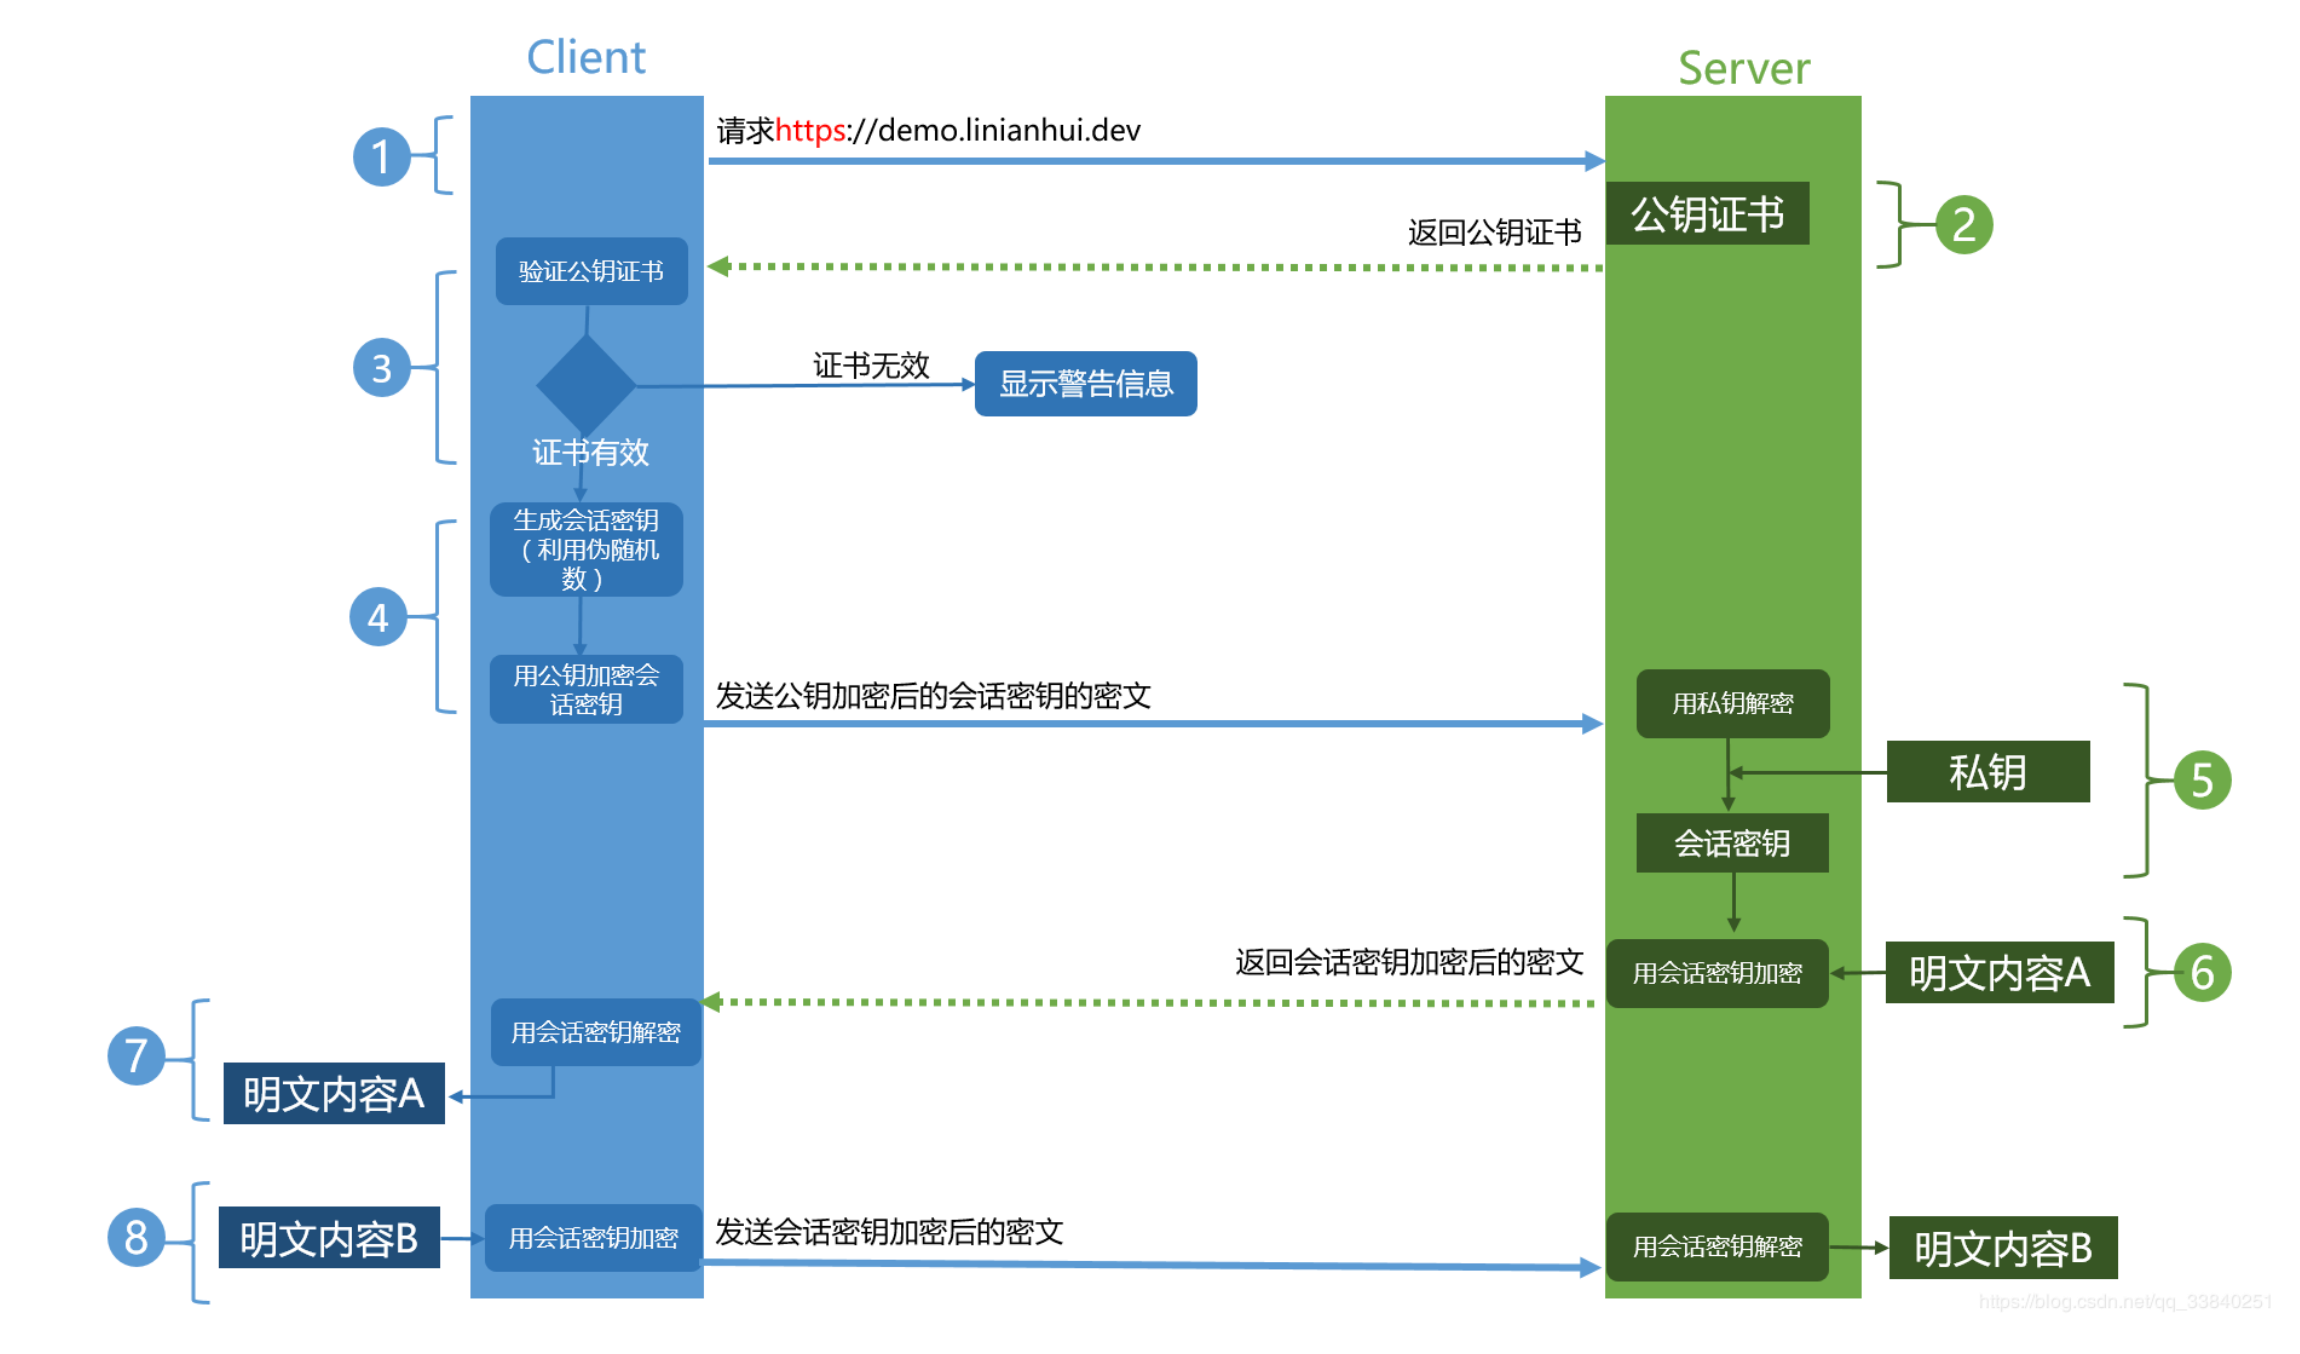 Client
Server
1
请求https://demo.linianhui.dev
公钥证书
2
返回公钥证书
验证公钥证书
3
证书无效
显示警告信息
证书有效
生成会话密钥
（利用伪随机
数）
4
用公钥加密会
话密钥
发送公钥加密后的会话密钥的密文
用私钥解密
私钥
5
会话密钥
返回会话密钥加密后的密文
用会话密钥加密
明文内容A
6
用会话密钥解密
7
明文内容A
8
明文内容B
用会话密钥加密
发送会话密钥加密后的密文
用会话密钥解密
明文内容B
https://blog.csdn.net/qq_33840251